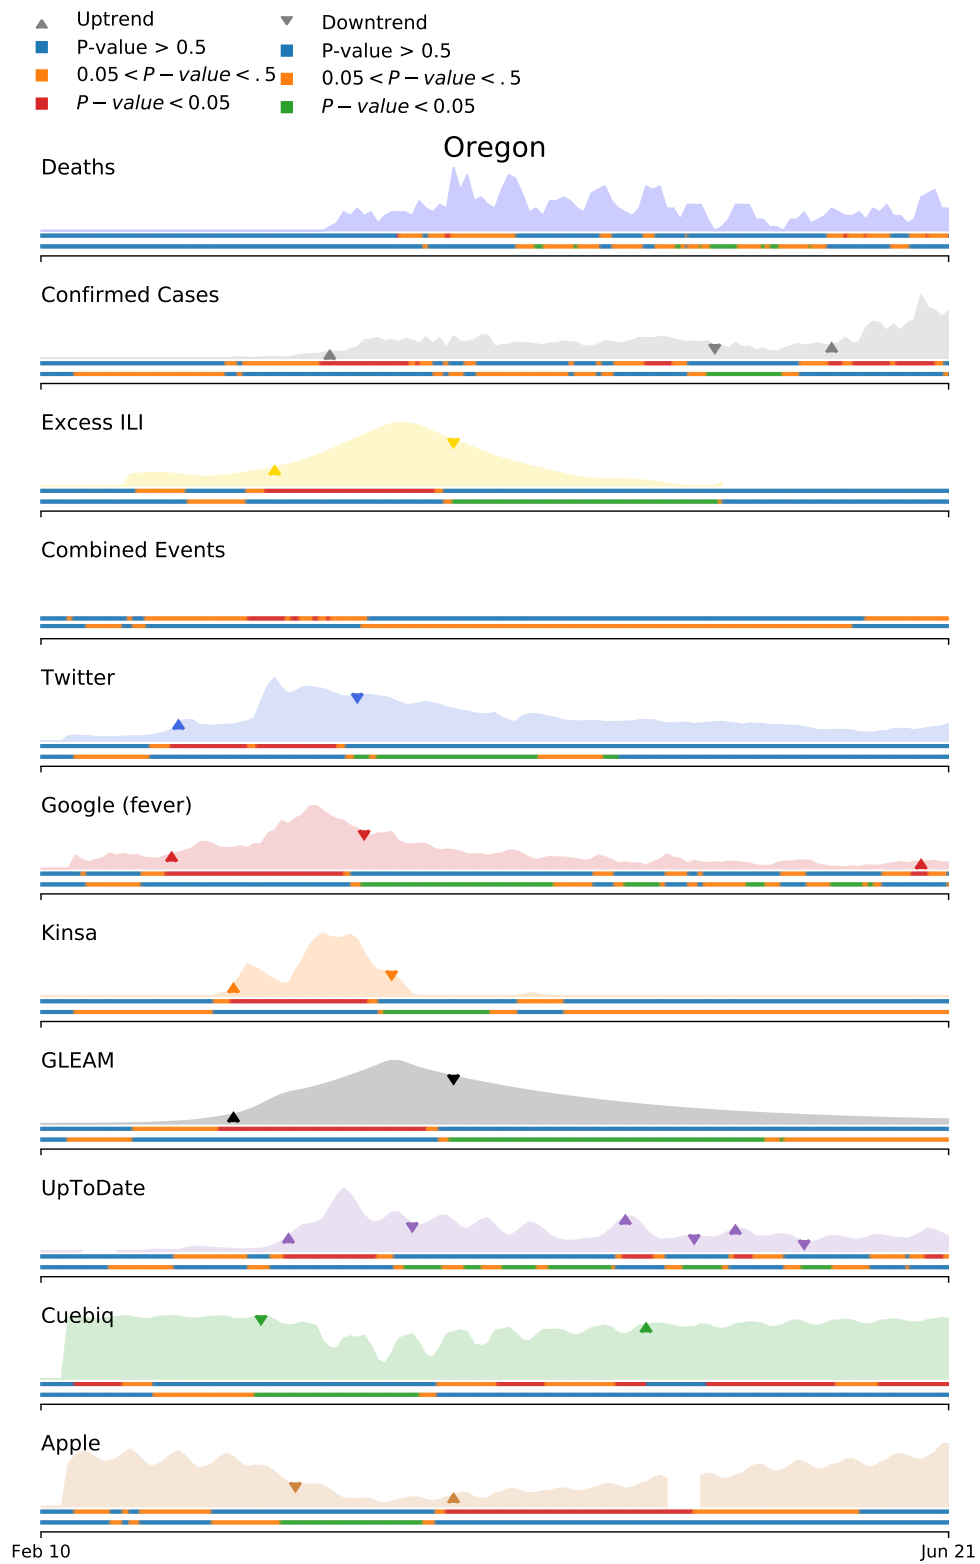 Uptrend
P-value > 0.5
0.05 < P − value < .5
P − value < 0.05
Downtrend
P-value > 0.5
0.05 < P − value < .5
P − value < 0.05
Oregon
Deaths
Confirmed Cases
Excess ILI
Combined Events
Twitter
Google (fever)
Kinsa
GLEAM
UpToDate
Cuebiq
Apple
Feb 10
Jun 21